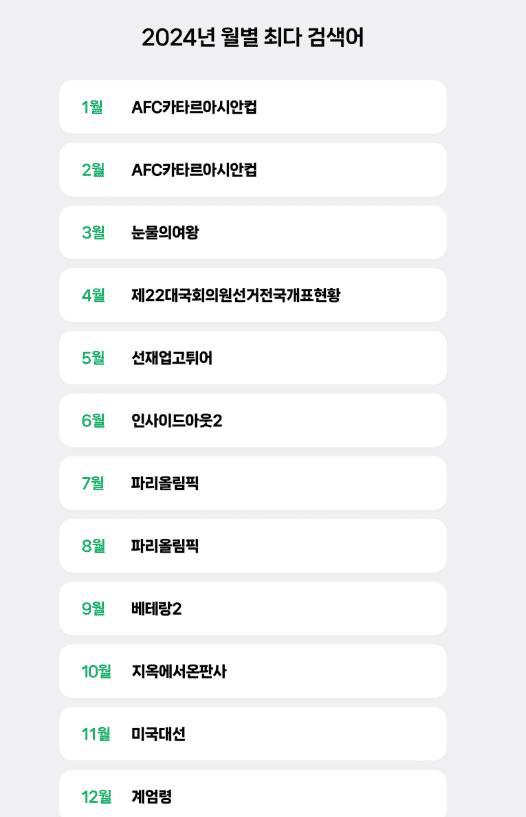 2024년 월별 최다 검색어
1월 AFC카타르아시안컵
2월 AFC카타르아시안컵
3월 눈물의여왕
4월 제22대국회의원선거전국개표현황
5월 선재업고튀어
6월 인사이드아웃2
7월 파리올림픽
8월 파리올림픽
9월 베테랑2
10월 지옥에서온판사
11월 미국대선
12월 계엄령